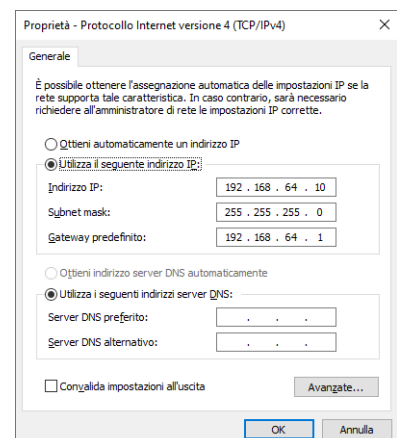 Proprietà - Protocollo Internet versione 4 (TCP/IPv4)
Generale
È possibile ottenere l'assegnazione automatica delle impostazioni IP se la
rete supporta tale caratteristica. In caso contrario, sarà necessario
richiedere all'amministratore di rete le impostazioni IP corrette.
Ottieni automaticamente un indirizzo IP
Utilizza il seguente indirizzo IP:
Indirizzo IP: 192 . 168 . 64 . 10
Subnet mask: 255 . 255 . 255 . 0
Gateway predefinito: 192 . 168 . 64 . 1
Ottieni indirizzo server DNS automaticamente
Utilizza i seguenti indirizzi server DNS:
Server DNS preferito: . . .
Server DNS alternativo: . . .
Convalida impostazioni all'uscita Avanzate...
OK Annulla